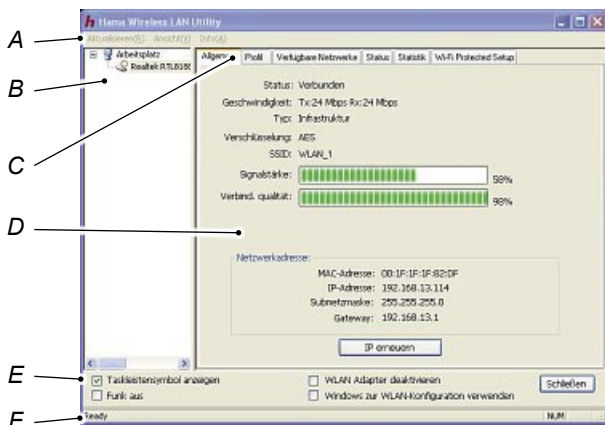 Hama Wireless LAN Utility
A
Aktualisieren(R) Ansicht(Y) Info(A)
B
Arbeitsplatz
Realtek RTL8188
Allgem Profil Verfügbare Netzwerke Status Statistik Wi-Fi Protected Setup
Status: Verbunden
Geschwindigkeit: Tx:24 Mbps Rx:24 Mbps
Typ: Infrastruktur
Verschlüsselung: AES
SSID: WLAN_1
C
Signalstärke: 58%
Verbind. qualität: 98%
D
Netzwerkadresse:
MAC-Adresse: 00:1F:1F:1F:82:DF
IP-Adresse: 192.168.13.114
Subnetzmaske: 255.255.255.0
Gateway: 192.168.13.1
IP erneuern
E
Taskleistensymbol anzeigen
Funk aus
WLAN Adapter deaktivieren
Windows zur WLAN-Konfiguration verwenden
Schließen
F
Ready
NUM